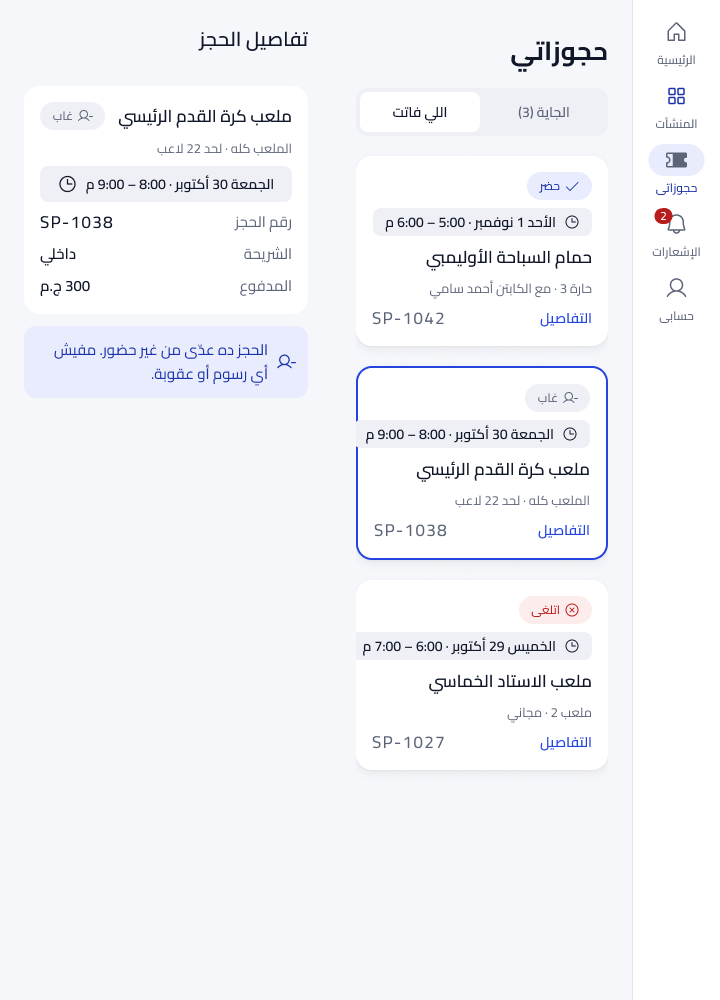 الرئيسية
المنشآت
حجوزاتي
2
الإشعارات
حسابي
حجوزاتي
الجاية (3)
اللي فاتت
حضر
الأحد 1 نوفمبر · 5:00 – 6:00 م
حمام السباحة الأوليمبي
حارة 3 · مع الكابتن أحمد سامي
التفاصيل
SP-1042
غاب
الجمعة 30 أكتوبر · 8:00 – 9:00 م
ملعب كرة القدم الرئيسي
الملعب كله · لحد 22 لاعب
التفاصيل
SP-1038
اتلغى
الخميس 29 أكتوبر · 6:00 – 7:00 م
ملعب الاستاد الخماسي
ملعب 2 · مجاني
التفاصيل
SP-1027
تفاصيل الحجز
ملعب كرة القدم الرئيسي
غاب
الملعب كله · لحد 22 لاعب
الجمعة 30 أكتوبر · 8:00 – 9:00 م
رقم الحجز
SP-1038
الشريحة
داخلي
المدفوع
300 ج.م
الحجز ده عدّى من غير حضور. مفيش
أي رسوم أو عقوبة.